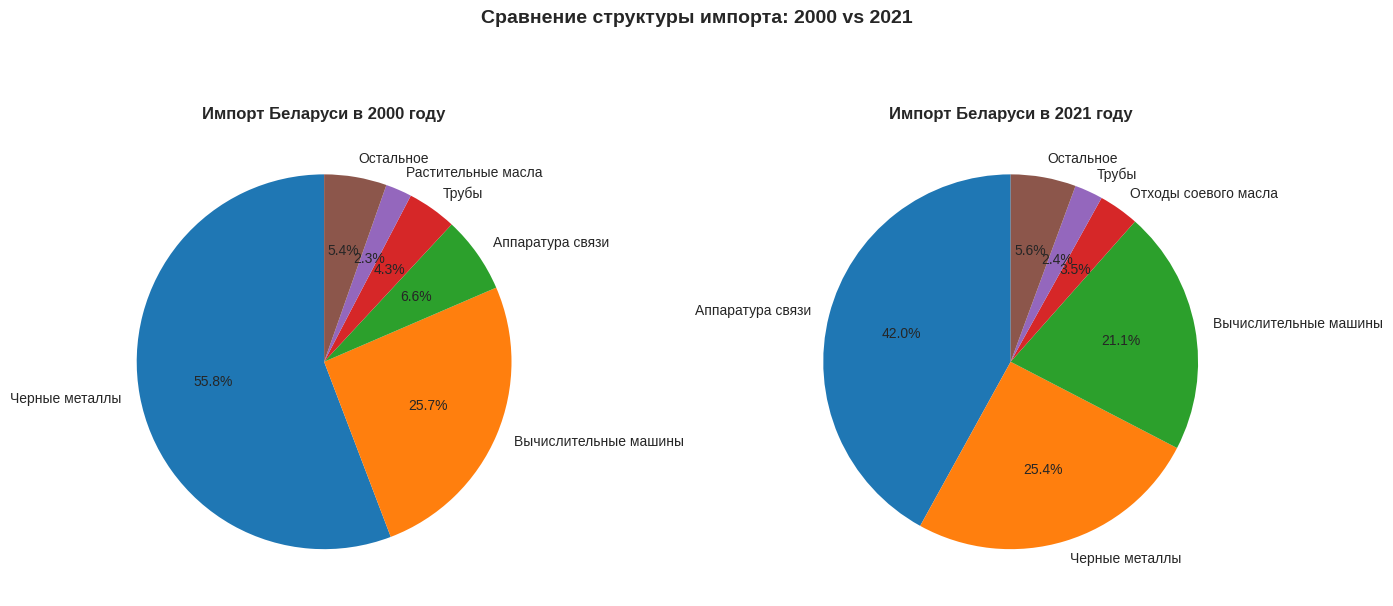 Сравнение структуры импорта: 2000 vs 2021
Импорт Беларуси в 2000 году
Остальное
Растительные масла
Трубы
Аппаратура связи
Черные металлы
Вычислительные машины
5.4%
2.3%
4.3%
6.6%
55.8%
25.7%
Импорт Беларуси в 2021 году
Остальное
Трубы
Отходы соевого масла
Аппаратура связи
Вычислительные машины
Черные металлы
5.6%
2.4%
3.5%
42.0%
21.1%
25.4%